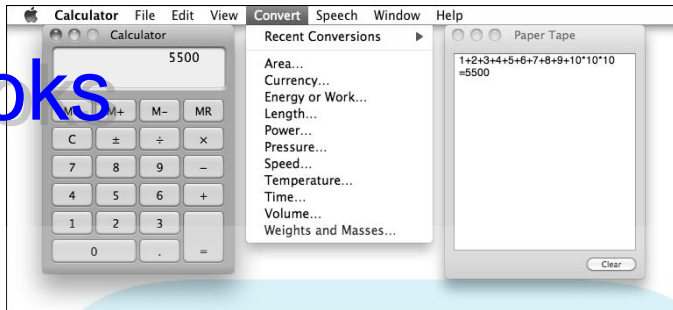 Calculator File Edit View Convert Speech Window Help
Calculator
5500
oks
M+ M− MR
C ± ÷ ×
7 8 9 −
4 5 6 +
1 2 3
0 . =
Recent Conversions
Area...
Currency...
Energy or Work...
Length...
Power...
Pressure...
Speed...
Temperature...
Time...
Volume...
Weights and Masses...
Paper Tape
1+2+3+4+5+6+7+8+9+10*10*10
=5500
Clear